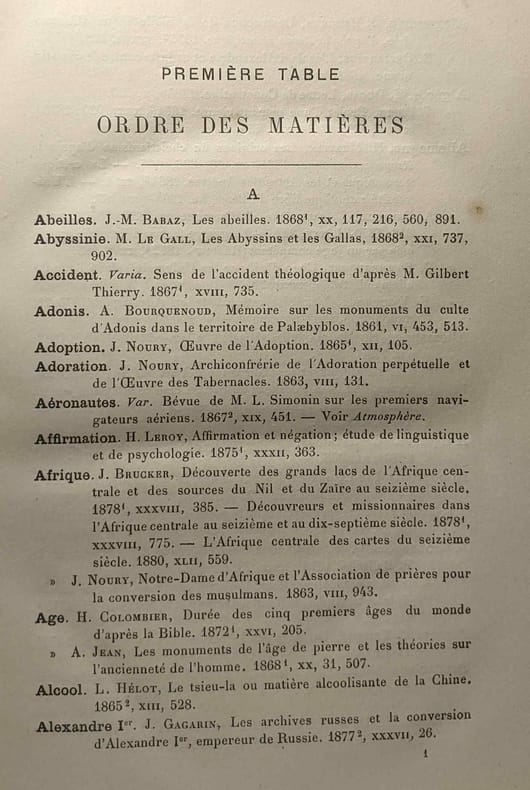 PREMIÈRE TABLE
ORDRE DES MATIÈRES
A
Abeilles. J.-M. BABAZ, Les abeilles. 1868¹, XX, 117, 216, 560, 891.
Abyssinie. M. LE GALL, Les Abyssins et les Gallas, 1868², XXI, 737,
902.
Accident. Varia. Sens de l'accident théologique d'après M. Gilbert
Thierry. 1867¹, XVIII, 735.
Adonis. A. BOURQUENOUD, Mémoire sur les monuments du culte
d'Adonis dans le territoire de Palæbyblos. 1861, VI, 453, 513.
Adoption. J. NOURY, Œuvre de l'Adoption. 1865¹, XII, 105.
Adoration. J. NOURY, Archiconfrérie de l'Adoration perpétuelle et
de l'Œuvre des Tabernacles. 1863, VIII, 131.
Aéronautes. Var. Bévue de M. L. Simonin sur les premiers navi-
gateurs aériens. 1867², XIX, 451. — Voir Atmosphère.
Affirmation. H. LEROY, Affirmation et négation; étude de linguistique
et de psychologie. 1875¹, XXXII, 363.
Afrique. J. BRUCKER, Découverte des grands lacs de l'Afrique cen-
trale et des sources du Nil et du Zaïre au seizième siècle.
1878¹, XXXVIII, 385. — Découvreurs et missionnaires dans
l'Afrique centrale au seizième et au dix-septième siècle. 1878¹,
XXXVIII, 775. — L'Afrique centrale des cartes du seizième
siècle. 1880, XLII, 559.
» J. NOURY, Notre-Dame d'Afrique et l'Association de prières pour
la conversion des musulmans. 1863, VIII, 943.
Age. H. COLOMBIER, Durée des cinq premiers âges du monde
d'après la Bible. 1872¹, XXVI, 205.
» A. JEAN, Les monuments de l'âge de pierre et les théories sur
l'ancienneté de l'homme. 1868¹, XX, 31, 507.
Alcool. L. HÉLOT, Le tsieu-la ou matière alcoolisante de la Chine.
1865², XIII, 528.
Alexandre Iᵉʳ. J. GAGARIN, Les archives russes et la conversion
d'Alexandre Iᵉʳ, empereur de Russie. 1877², XXXVII, 26.
1